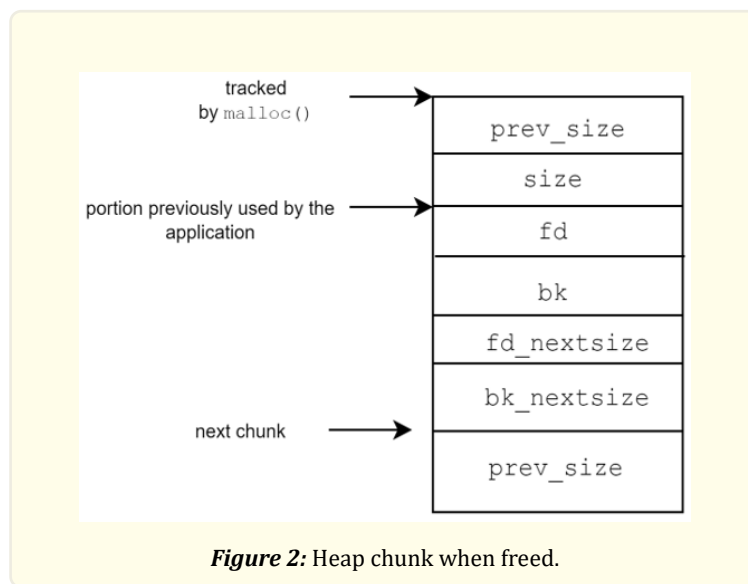 tracked
by malloc()
prev_size
size
portion previously used by the
application
fd
bk
fd_nextsize
bk_nextsize
next chunk
prev_size
Figure 2: Heap chunk when freed.